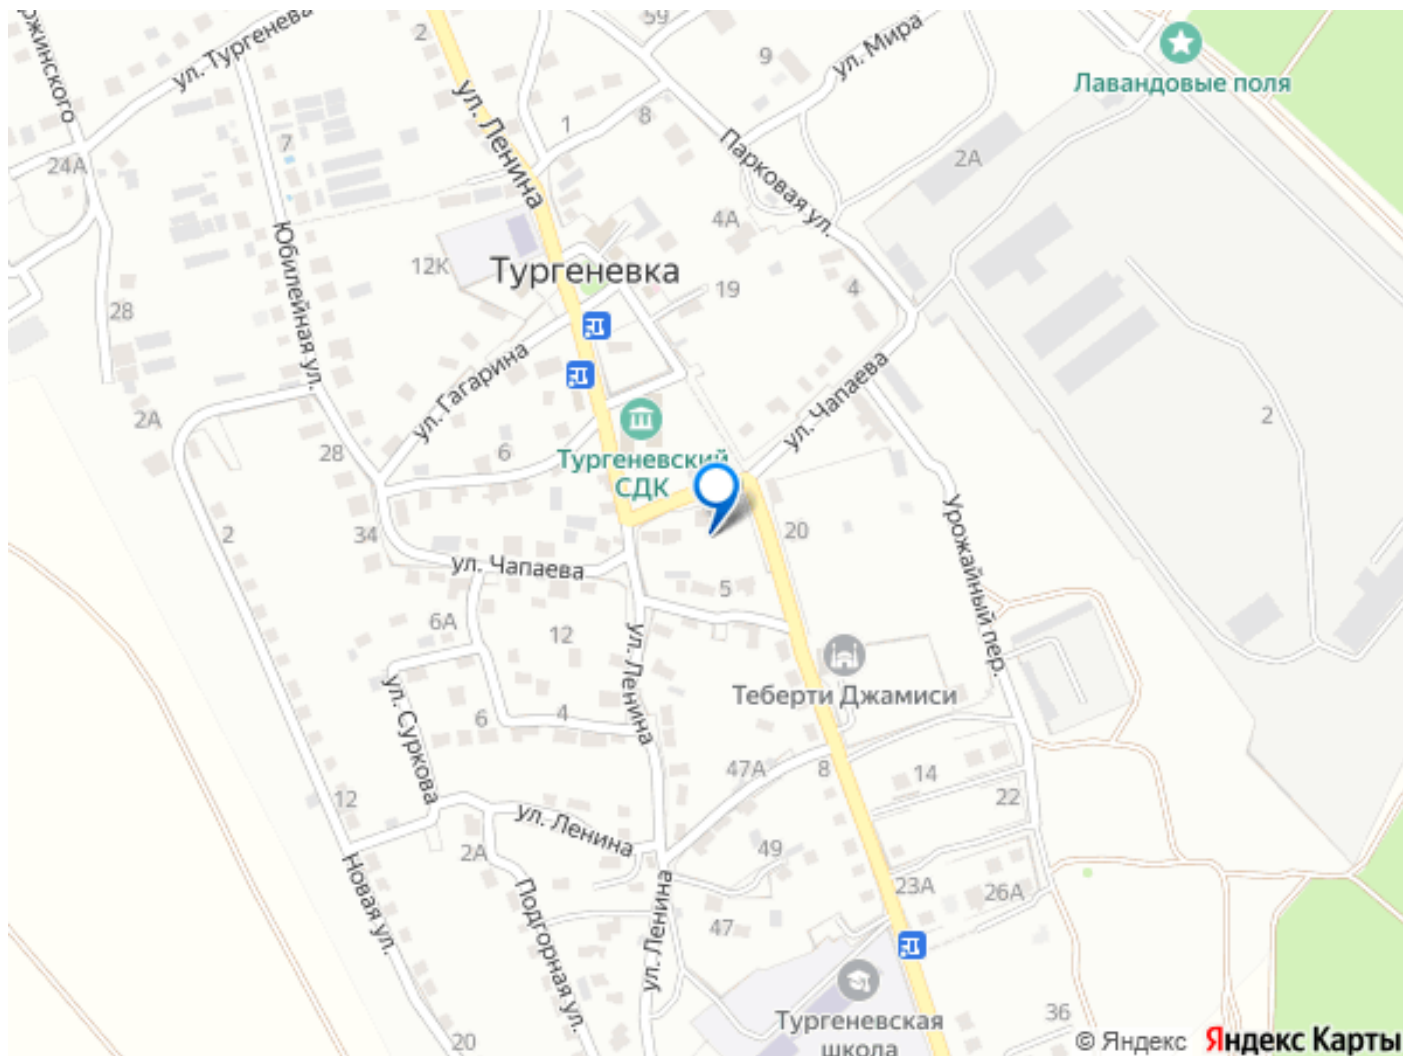 59
2
ул. Тургенева
ул. Мира
9
Лавандовые поля
ул. Ленина
8
1
7
24А
Парковая ул.
2А
4А
Юбилейная ул.
12К
Тургеневка
19
4
28
ул. Гагарина
ул. Чапаева
2А
2
6
28
Тургеневский
СДК
2
34
20
Урожайный пер.
ул. Чапаева
5
6А
12
ул. Ленина
Теберти Джамиси
ул. Суркова
6
4
47А
8
14
22
12
ул. Ленина
2А
49
Новая ул.
23А
26А
Подгорная ул.
ул. Ленина
47
Тургеневская
школа
36
20
© Яндекс
Яндекс Карты